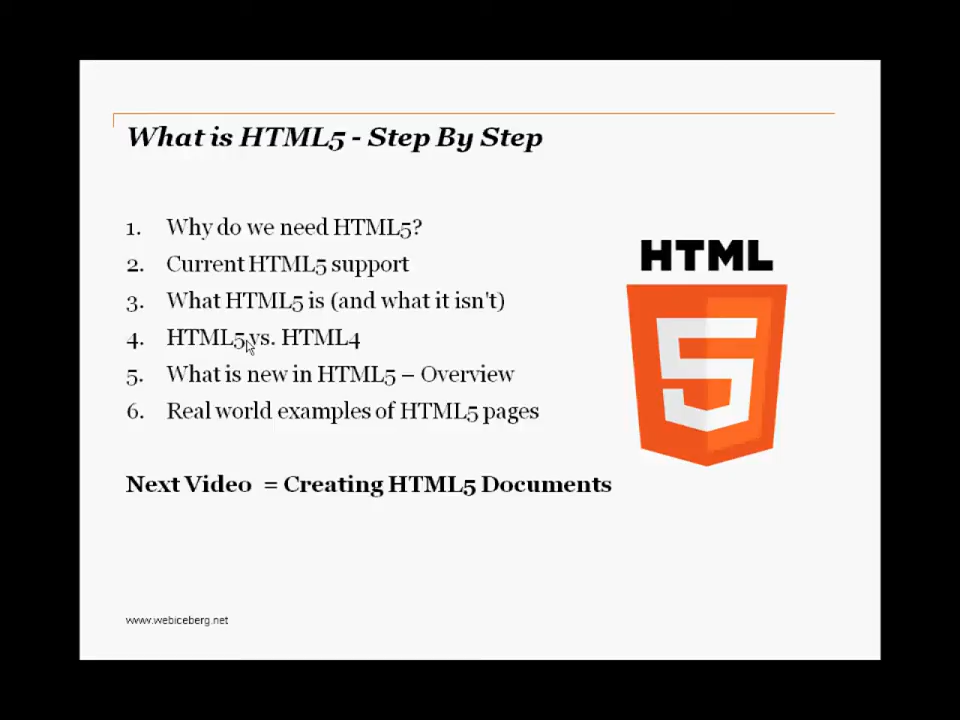 What is HTML5 - Step By Step
1. Why do we need HTML5?
2. Current HTML5 support
3. What HTML5 is (and what it isn't)
4. HTML5 vs. HTML4
5. What is new in HTML5 – Overview
6. Real world examples of HTML5 pages
HTML
5
Next Video = Creating HTML5 Documents
www.webiceberg.net